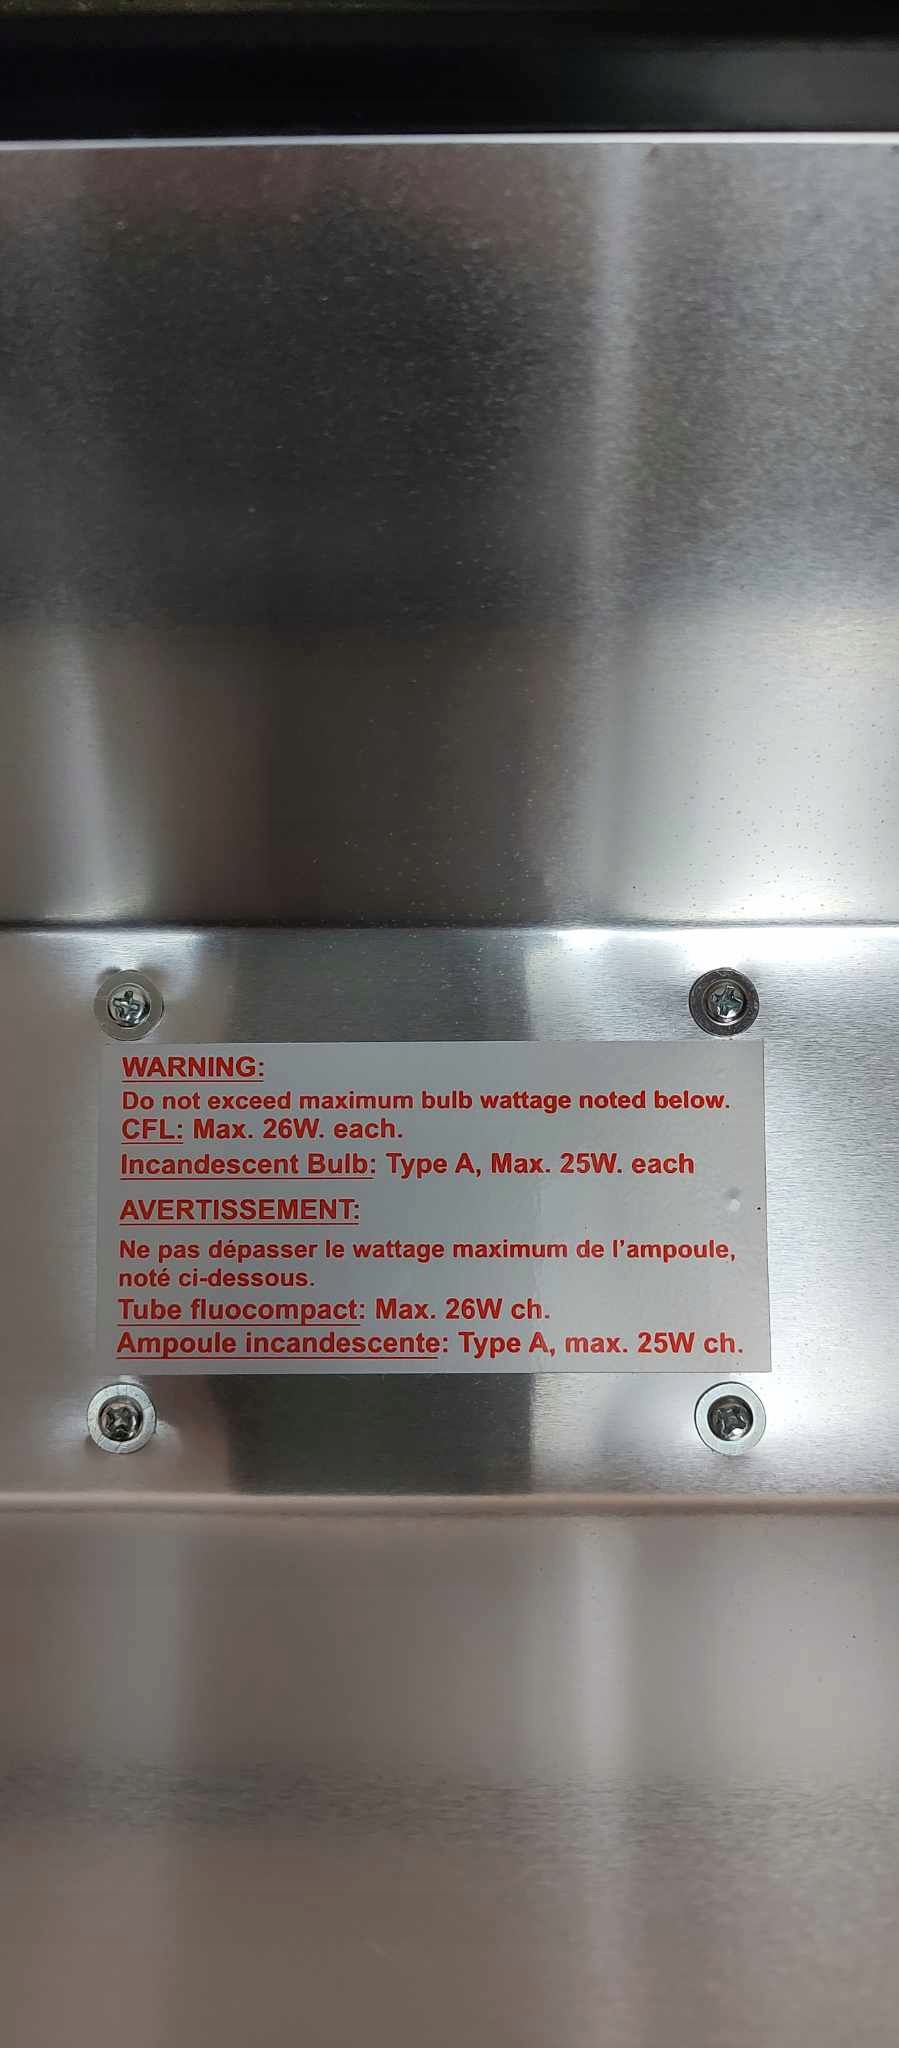 WARNING:
Do not exceed maximum bulb wattage noted below.
CFL: Max. 26W. each.
Incandescent Bulb: Type A, Max. 25W. each
AVERTISSEMENT:
Ne pas dépasser le wattage maximum de l'ampoule,
noté ci-dessous.
Tube fluocompact: Max. 26W ch.
Ampoule incandescente: Type A, max. 25W ch.